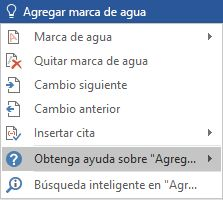 Agregar marca de agua
Marca de agua
Quitar marca de agua
Cambio siguiente
Cambio anterior
Insertar cita
Obtenga ayuda sobre "Agreg...
Búsqueda inteligente en "Agr...